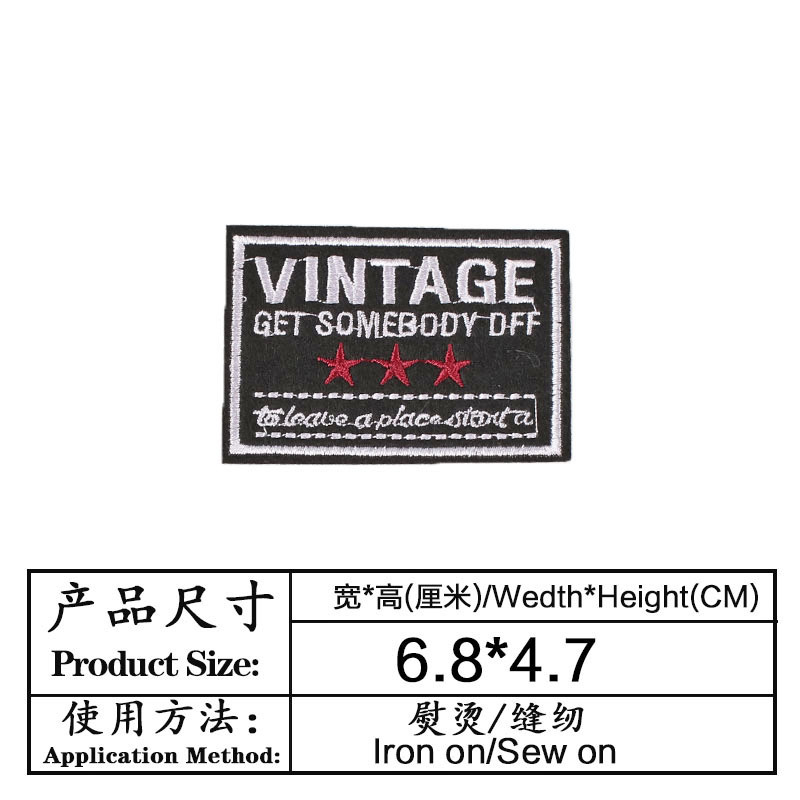 VINTAGE
GET SOMEBODY DFF
to leave a place start a
产品尺寸
Product Size:
宽*高(厘米)/Wedth*Height(CM)
6.8*4.7
使用方法：
Application Method:
熨烫/缝纫
Iron on/Sew on